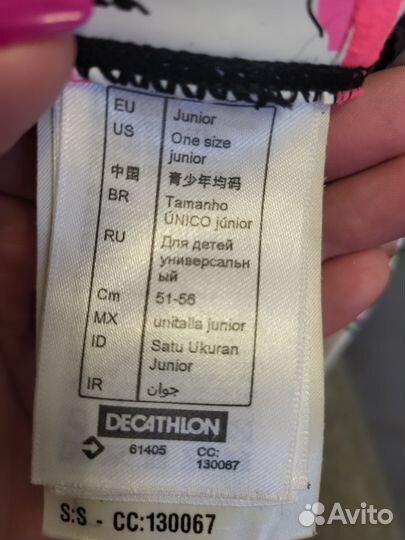 EU Junior
US One size
junior
中国 青少年均码
BR Tamanho
ÚNICO júnior
RU Для детей
универсальн
ый
Cm 51-56
MX unitalla junior
ID Satu Ukuran
Junior
IR جوان
DECATHLON
61405 CC:
130067
S:S - CC:130067
Avito